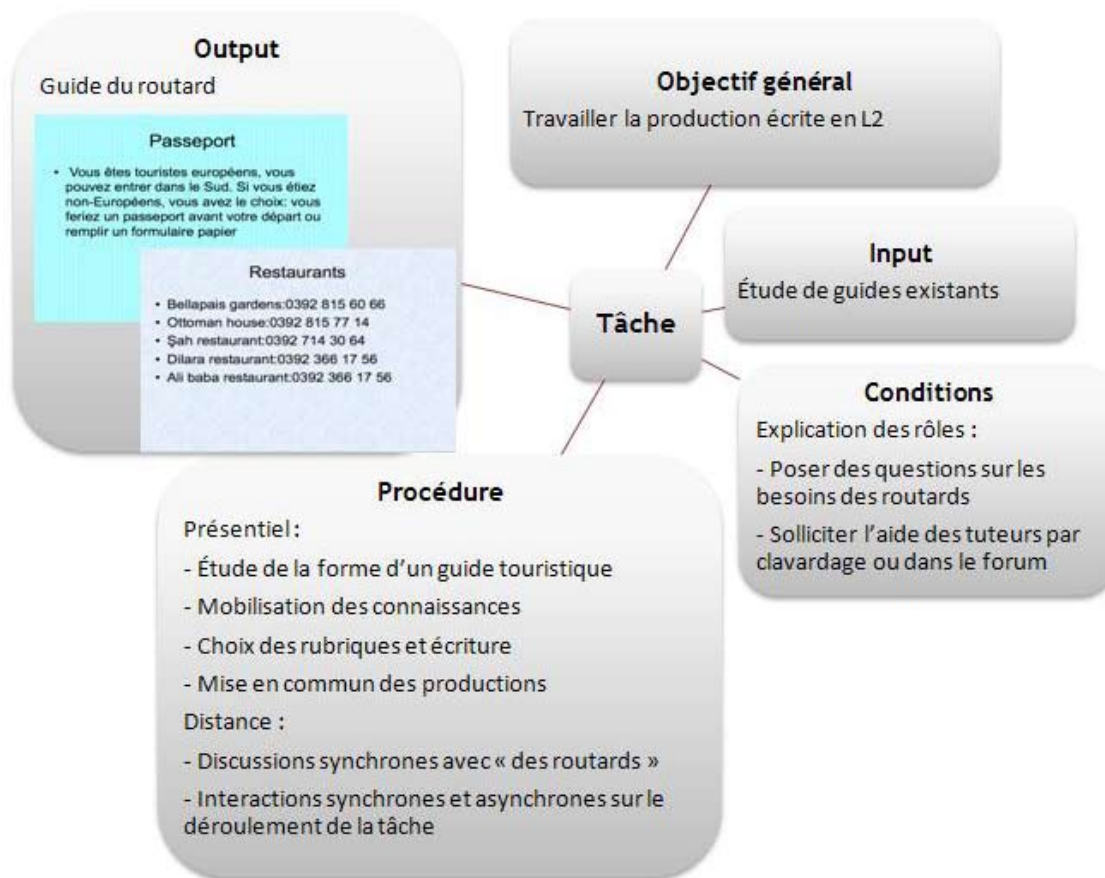 Output
Guide du routard
Passeport
• Vous êtes touristes européens, vous
pouvez entrer dans le Sud. Si vous étiez
non-Européens, vous avez le choix: vous
feriez un passeport avant votre départ ou
remplir un formulaire papier
Restaurants
• Bellapais gardens:0392 815 60 66
• Ottoman house:0392 815 77 14
• Şah restaurant:0392 714 30 64
• Dilara restaurant:0392 366 17 56
• Ali baba restaurant:0392 366 17 56
Objectif général
Travailler la production écrite en L2
Input
Étude de guides existants
Tâche
Conditions
Explication des rôles :
- Poser des questions sur les
besoins des routards
- Solliciter l'aide des tuteurs par
clavardage ou dans le forum
Procédure
Présentiel :
- Étude de la forme d'un guide touristique
- Mobilisation des connaissances
- Choix des rubriques et écriture
- Mise en commun des productions
Distance :
- Discussions synchrones avec « des routards »
- Interactions synchrones et asynchrones sur le
déroulement de la tâche